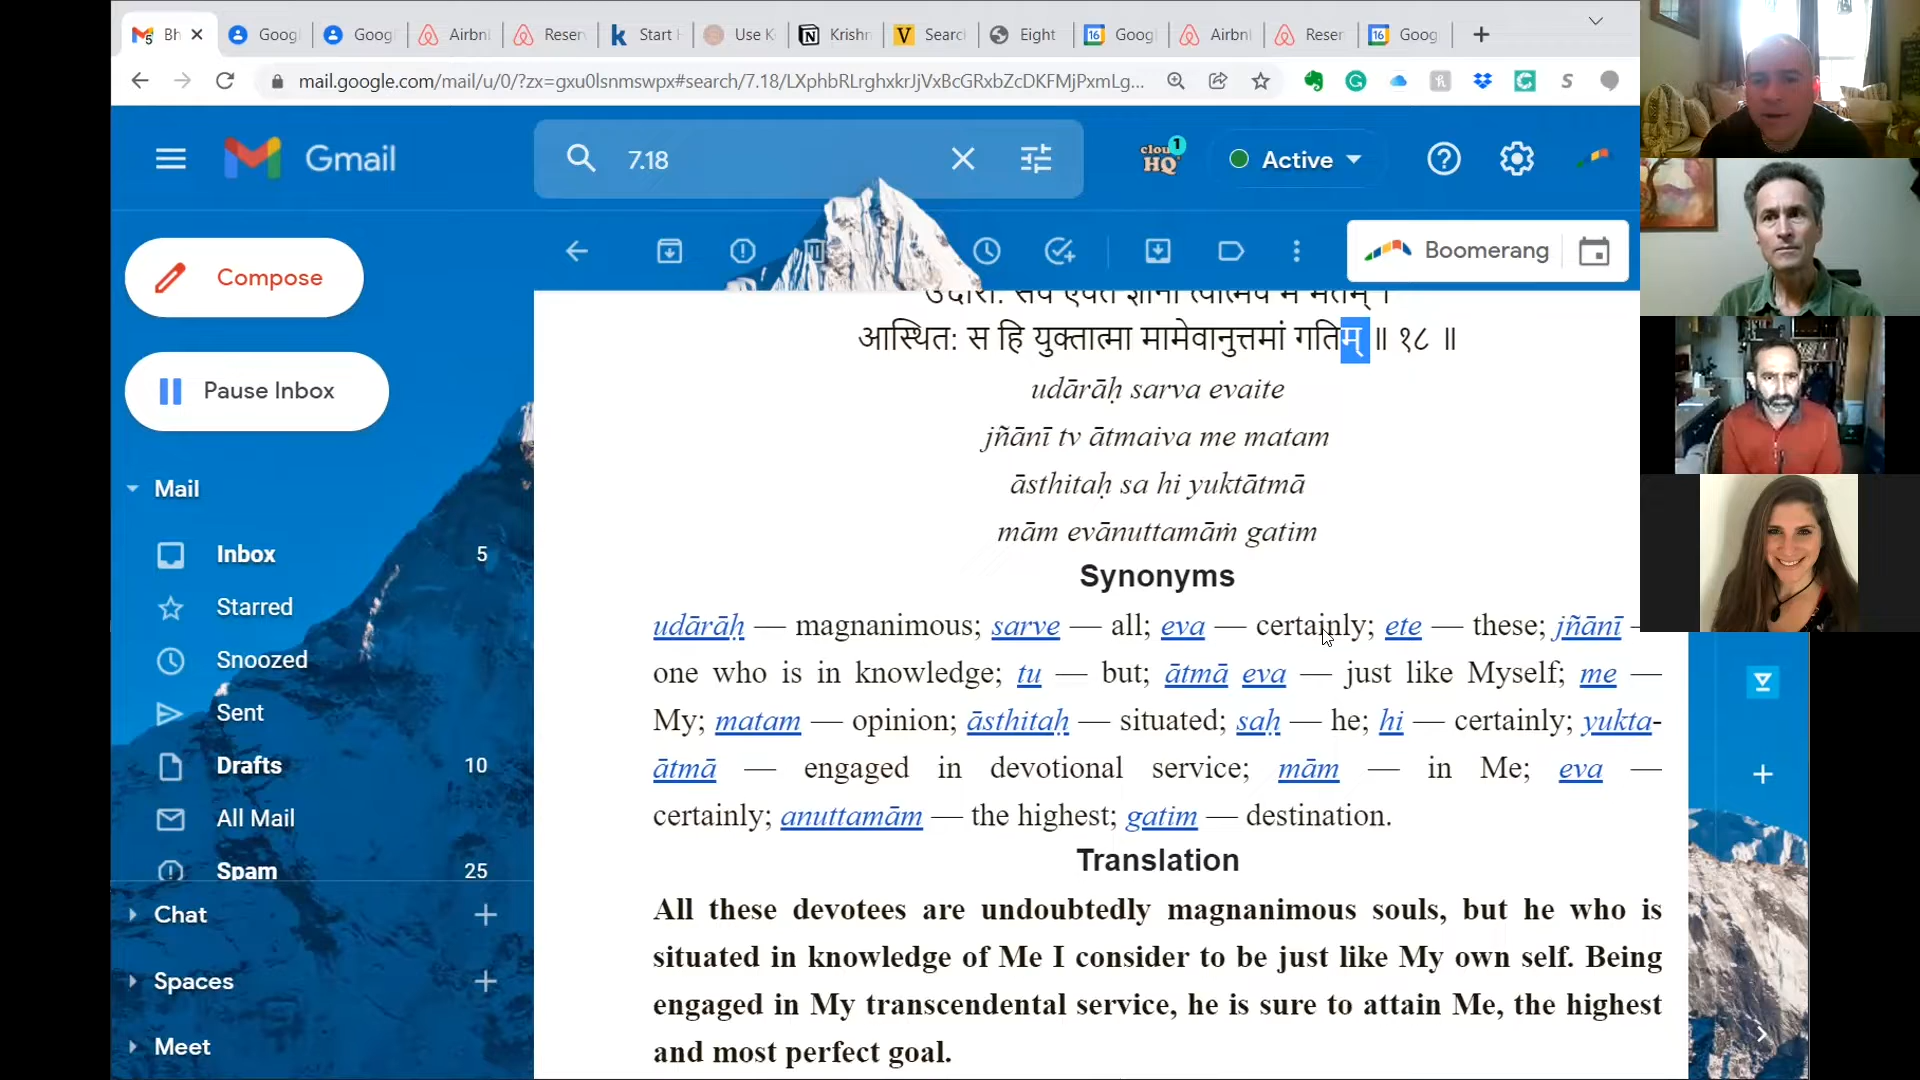 Bh
Googl
Goog
Airbn
Reser
Start
Use K
Krishn
Searc
Eight
16 Goog
Airbn
Reser
16 Goog
mail.google.com/mail/u/0/?zx=gxu0lsnmswpx#search/7.18/LXphbRLrghxkrJjVxBcGRxbZcDKFMjPxmLg...
Gmail
7.18
cloudHQ 1
Active
Boomerang
Compose
Pause Inbox
Mail
Inbox 5
Starred
Snoozed
Sent
Drafts 10
All Mail
Spam 25
Chat
Spaces
Meet
आस्थित: स हि युक्तात्मा मामेवानुत्तमां गतिम् ॥ १८ ॥
udārāḥ sarva evaite
jñānī tv ātmaiva me matam
āsthitaḥ sa hi yuktātmā
mām evānuttamāṁ gatim
Synonyms
udārāḥ — magnanimous; sarve — all; eva — certainly; ete — these; jñānī -
one who is in knowledge; tu — but; ātmā eva — just like Myself; me —
My; matam — opinion; āsthitaḥ — situated; saḥ — he; hi — certainly; yukta-
ātmā — engaged in devotional service; mām — in Me; eva —
certainly; anuttamām — the highest; gatim — destination.
Translation
All these devotees are undoubtedly magnanimous souls, but he who is
situated in knowledge of Me I consider to be just like My own self. Being
engaged in My transcendental service, he is sure to attain Me, the highest
and most perfect goal.